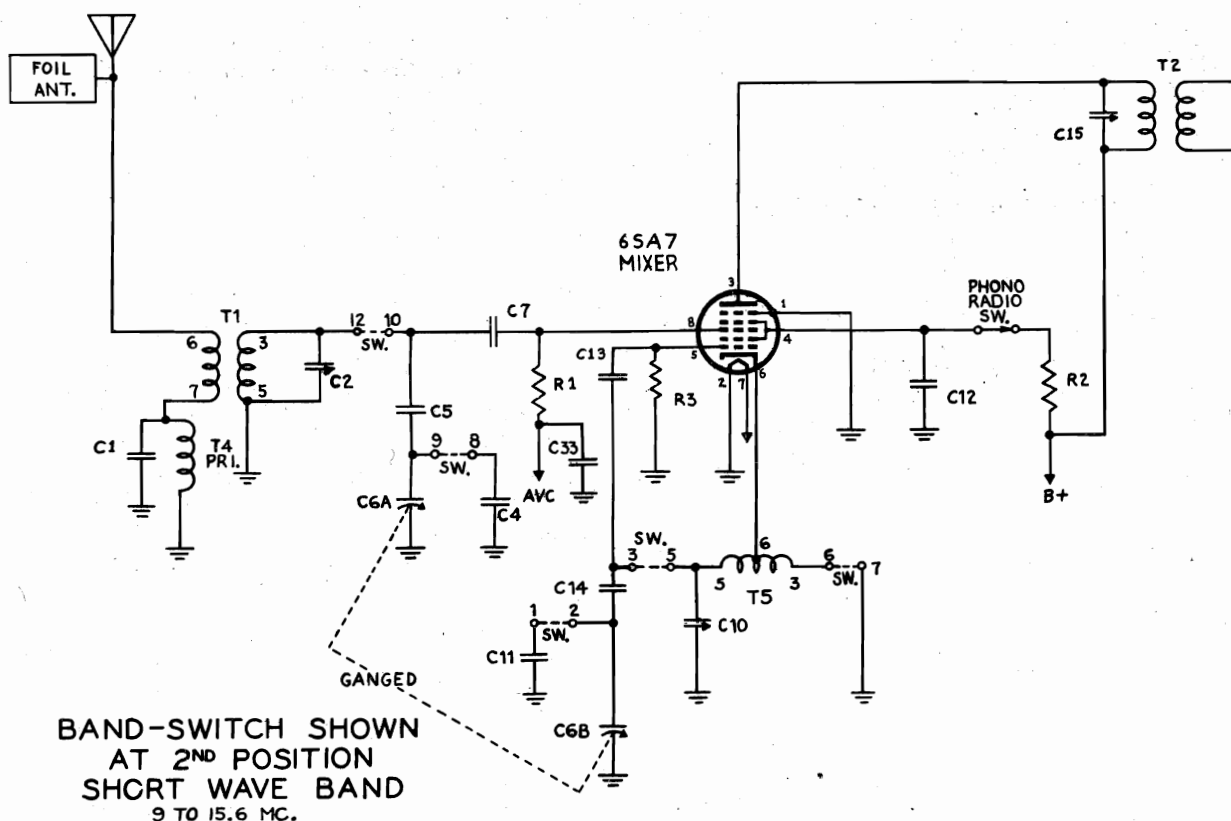 FOIL
ANT.
T2
C15
6SA7
MIXER
3
1
8
4
5
2
7
6
PHONO
RADIO
SW.
T1
6
3
7
5
C2
12
10
SW.
C7
C13
R1
R3
C12
R2
C5
C1
T4
PRI.
9
8
SW.
C33
C6A
C4
AVC
B+
SW.
3
5
6
5
3
T5
6
7
SW.
C14
1
2
SW.
C10
C11
GANGED
C6B
BAND-SWITCH SHOWN
AT 2ND POSITION
SHORT WAVE BAND
9 TO 15.6 MC.